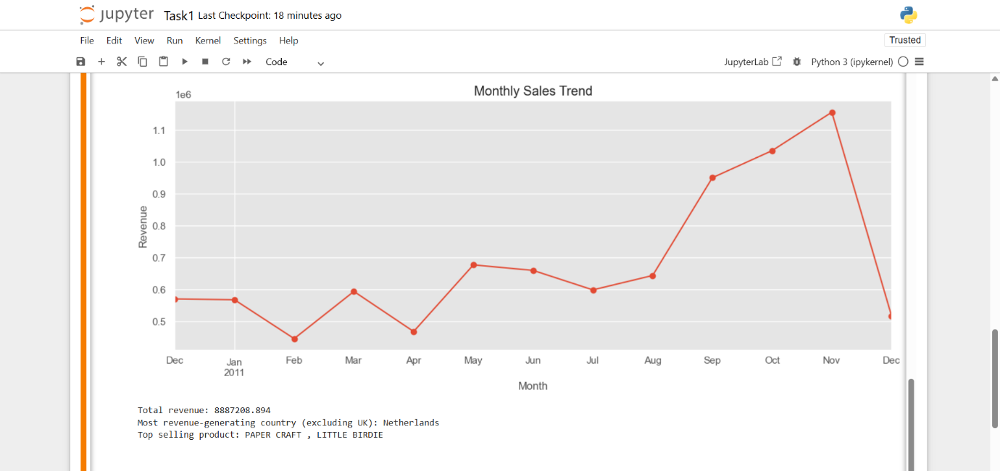 jupyter Task1 Last Checkpoint: 18 minutes ago
File Edit View Run Kernel Settings Help
Trusted
Code
JupyterLab
Python 3 (ipykernel)
Monthly Sales Trend
1e6
1.1
1.0
0.9
0.8
0.7
0.6
0.5
Revenue
Dec Jan Feb Mar Apr May Jun Jul Aug Sep Oct Nov Dec
2011
Month
Total revenue: 8887208.894
Most revenue-generating country (excluding UK): Netherlands
Top selling product: PAPER CRAFT , LITTLE BIRDIE